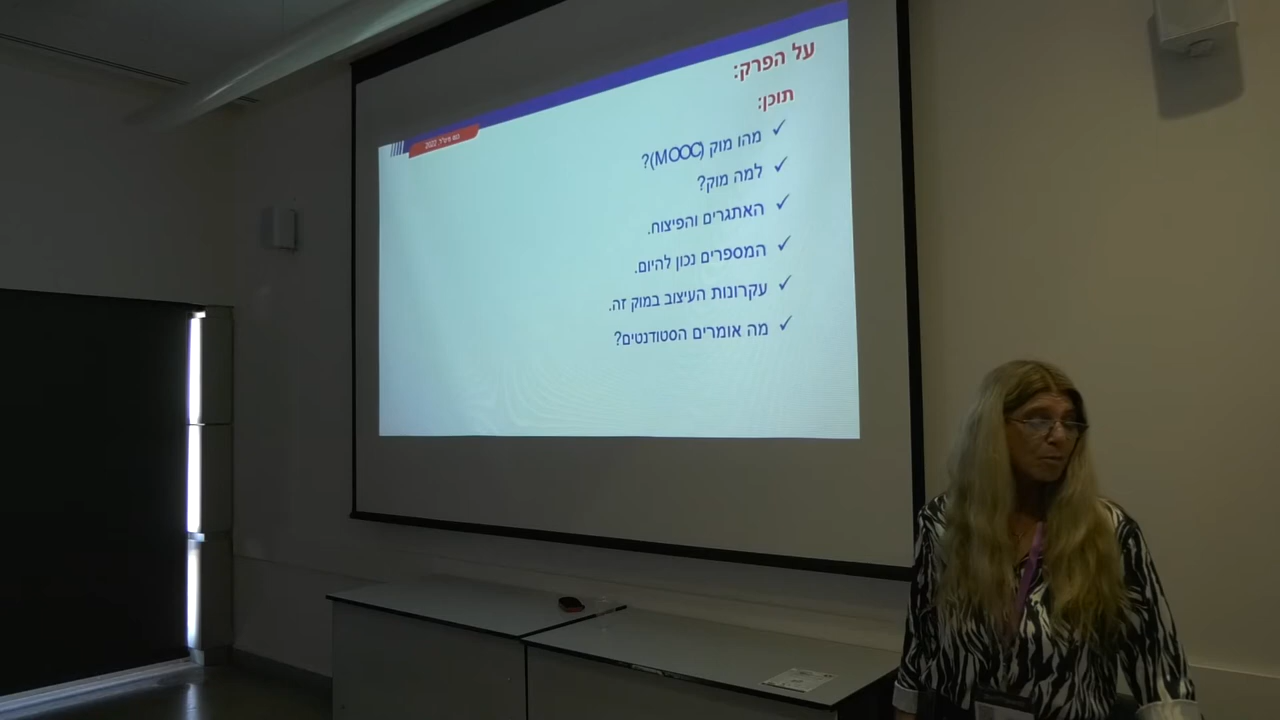 על הפרק:
תוכן:
✓ מהו מוק (MOOC)?
✓ למה מוק?
✓ האתגרים והפיצוח.
✓ המספרים נכון להיום.
✓ עקרונות העיצוב במוק זה.
✓ מה אומרים הסטודנטים?
2022